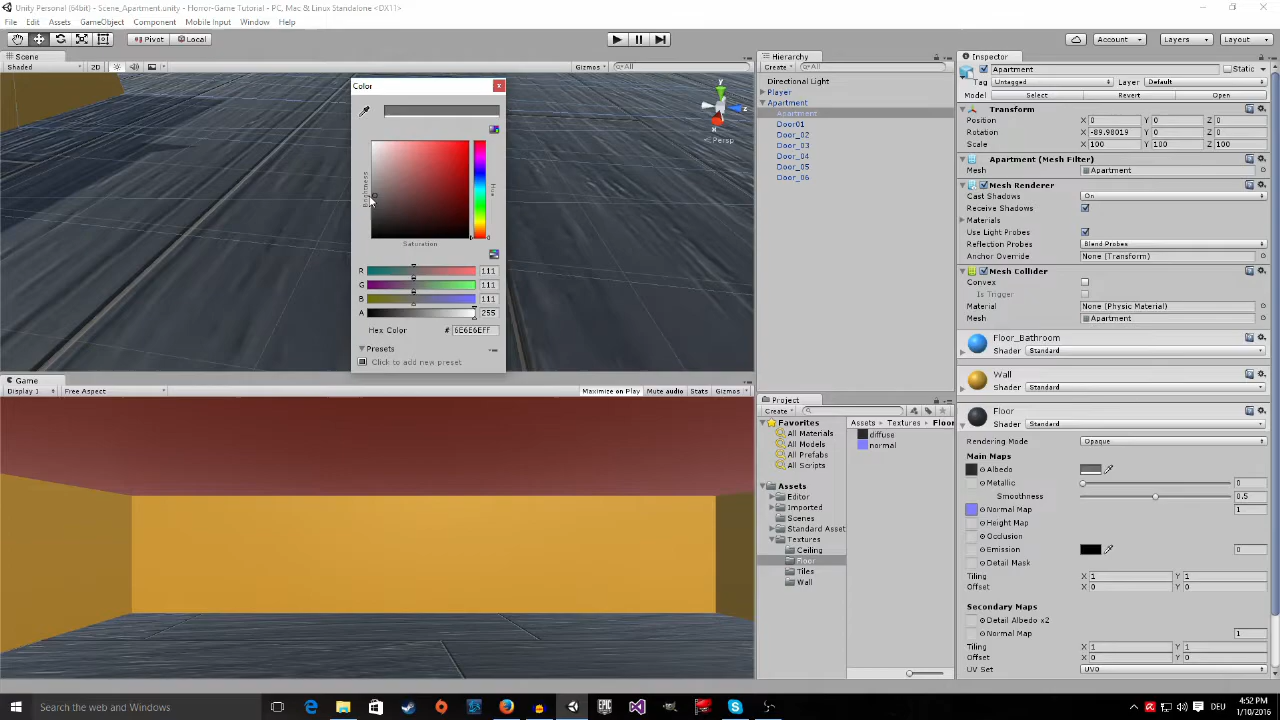 Unity Personal (64bit) - Scene_Apartment.unity - Horror-Game Tutorial - PC, Mac & Linux Standalone <DX11>
File Edit Assets GameObject Component Mobile Input Window Help
Pivot Local Account Layers Layout
Scene
Shaded 2D Gizmos All
y
z
x
Persp
Color
Brightness
Hue
Saturation
R 111
G 111
B 111
A 255
Hex Color # 6E6E6EFF
Presets
Click to add new preset
Game
Display 1 Free Aspect Maximize on Play Mute audio Stats Gizmos
Hierarchy
Create All
Directional Light
Player
Apartment
Apartment
Door01
Door_02
Door_03
Door_04
Door_05
Door_06
Project
Create
Favorites
All Materials
All Models
All Prefabs
All Scripts
Assets
Editor
Imported
Scenes
Standard Asset
Textures
Ceiling
Floor
Tiles
Wall
Assets Textures Floor
diffuse
normal
Inspector
Apartment Static
Tag Untagged Layer Default
Model Select Revert Open
Transform
Position X 0 Y 0 Z 0
Rotation X -89.98019 Y 0 Z 0
Scale X 100 Y 100 Z 100
Apartment (Mesh Filter)
Mesh Apartment
Mesh Renderer
Cast Shadows On
Receive Shadows
Materials
Use Light Probes
Reflection Probes Blend Probes
Anchor Override None (Transform)
Mesh Collider
Convex
Is Trigger
Material None (Physic Material)
Mesh Apartment
Floor_Bathroom
Shader Standard
Wall
Shader Standard
Floor
Shader Standard
Rendering Mode Opaque
Main Maps
Albedo
Metallic 0
Smoothness 0.5
Normal Map 1
Height Map
Occlusion
Emission 0
Detail Mask
Tiling X 1 Y 1
Offset X 0 Y 0
Secondary Maps
Detail Albedo x2
Normal Map 1
Tiling X 1 Y 1
Offset X 0 Y 0
UV Set UV0
Search the web and Windows
EPIC
DEU
4:52 PM
1/10/2016